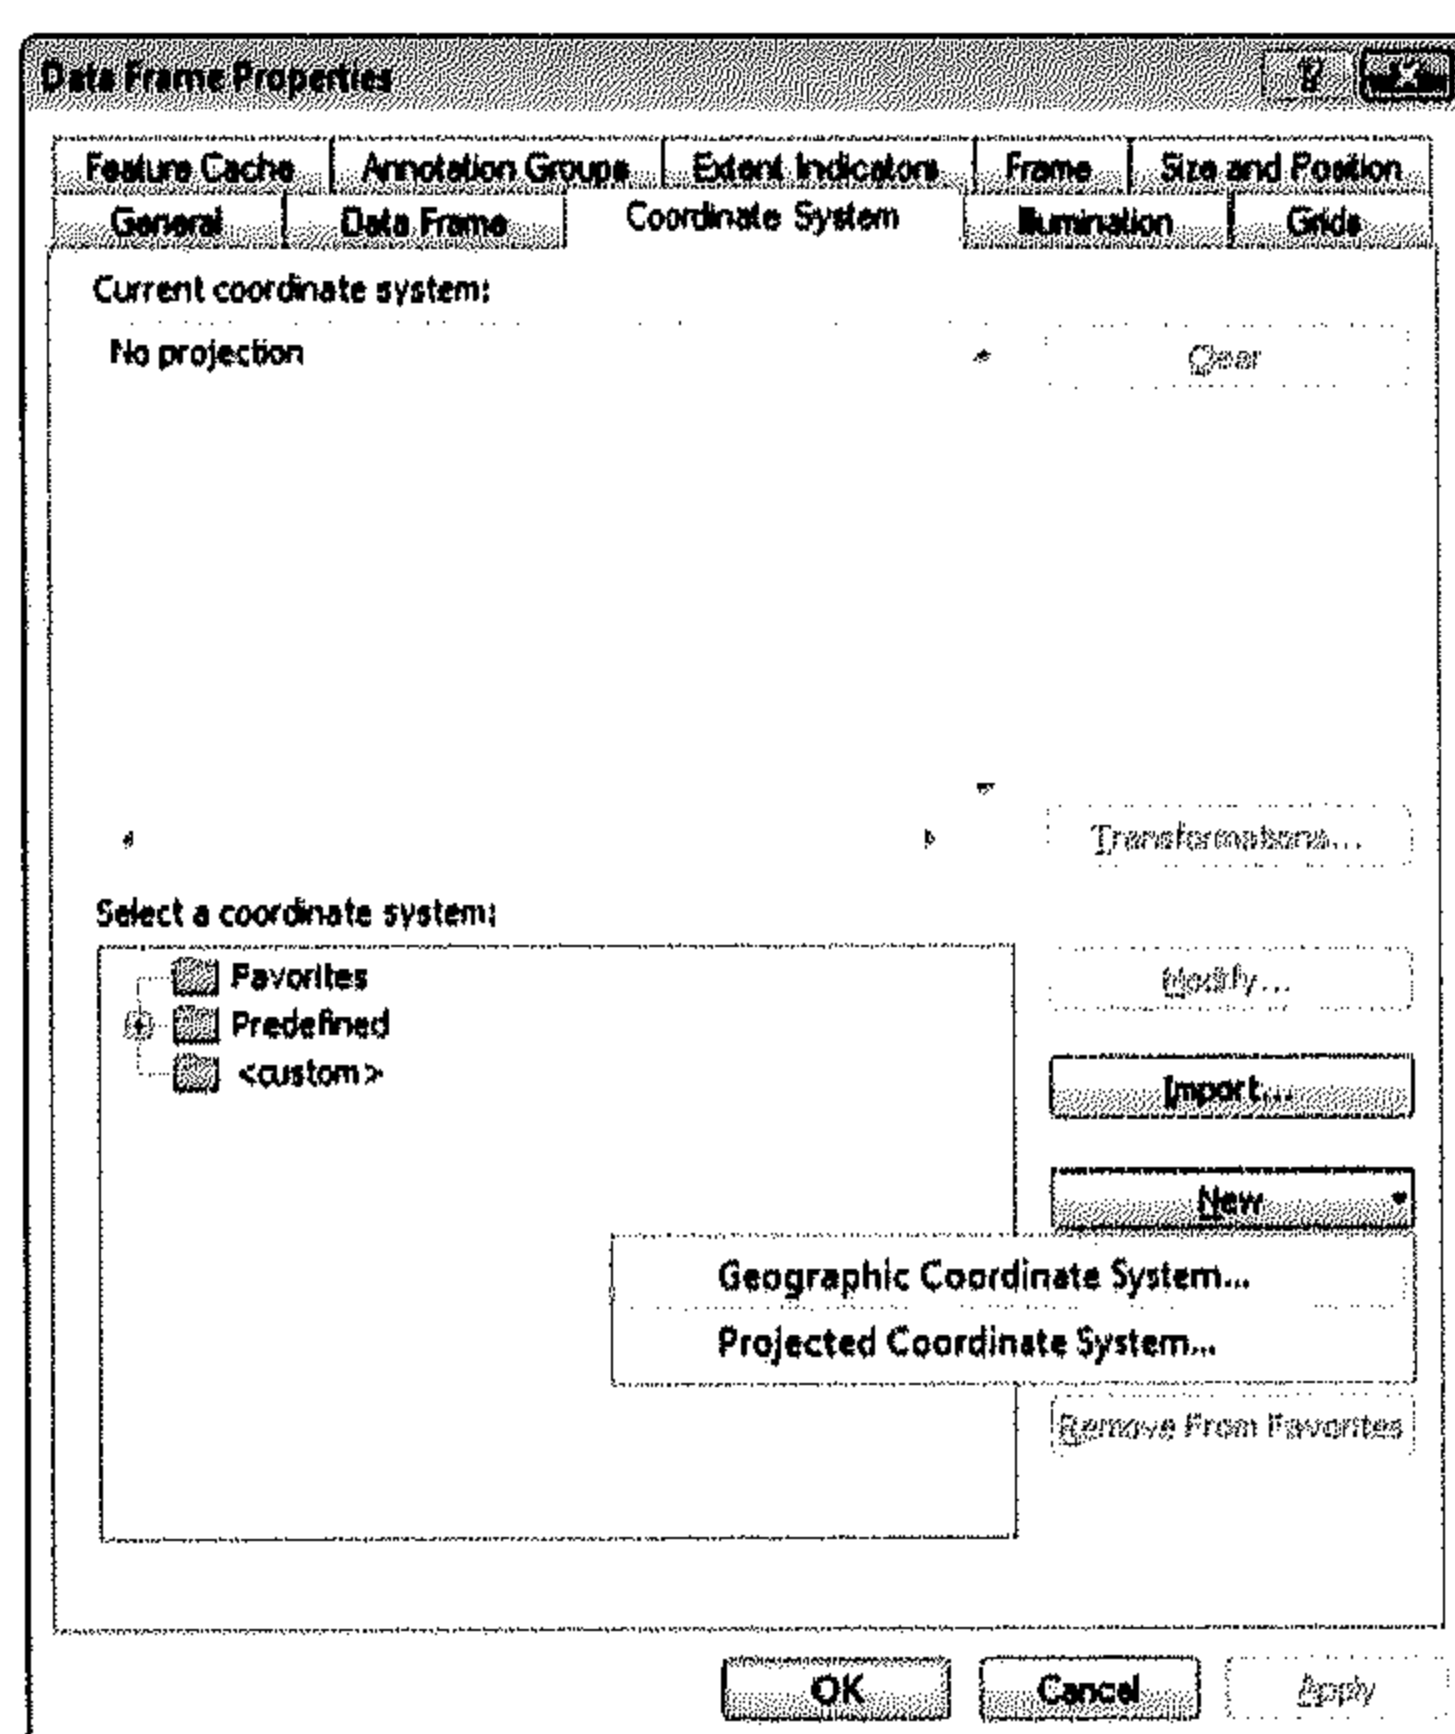 Data Frame Properties
Feature Cache Annotation Groups Extent Indicators Frame Size and Position
General Data Frame Coordinate System Illumination Grids
Current coordinate system:
No projection
Clear
Transformations...
Select a coordinate system:
Favorites
Modify...
Predefined
<custom>
Import...
New
Geographic Coordinate System...
Projected Coordinate System...
Remove From Favorites
OK Cancel Apply